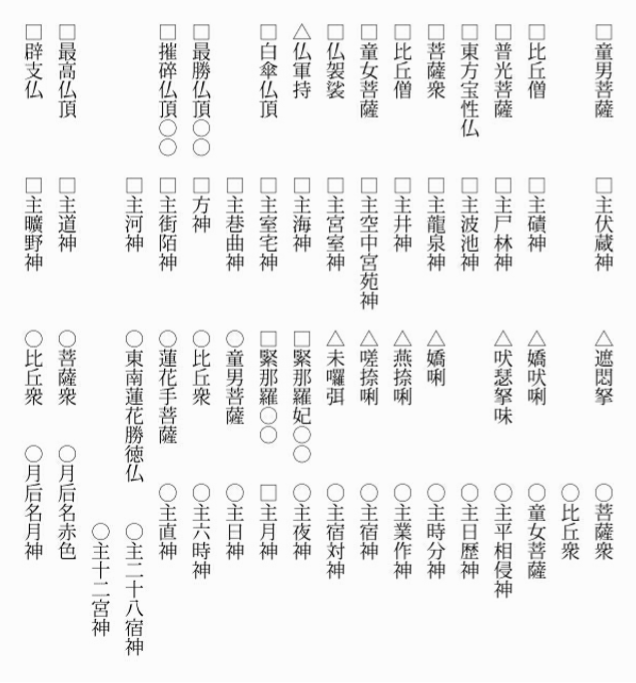 □童男菩薩
□比丘僧
□普光菩薩
□東方宝性仏
□菩薩衆
□比丘僧
□童女菩薩
□仏袈裟
△仏軍持
□白傘仏頂
□最勝仏頂○○
□摧碎仏頂○○
□最高仏頂
□辟支仏
□主伏蔵神
□主磧神
□主尸林神
□主波池神
□主龍泉神
□主井神
□主空中宮苑神
□主宮室神
□主海神
□主室宅神
□主巷曲神
□方神
□主街陌神
□主河神
□主道神
□主曠野神
△遮悶拏
△嬌吠唎
△吠瑟拏味
△嬌唎
△燕捺唎
△嗟捺唎
△未囉弭
□緊那羅妃○○
□緊那羅○○
○童男菩薩
○比丘衆
○蓮花手菩薩
○東南蓮花勝徳仏
○菩薩衆
○比丘衆
○菩薩衆
○比丘衆
○童女菩薩
○主平相侵神
○主日歴神
○主時分神
○主業作神
○主宿神
○主宿対神
○主夜神
□主月神
○主日神
○主六時神
○主直神
○主二十八宿神
○主十二宮神
○月后名赤色
○月后名月神